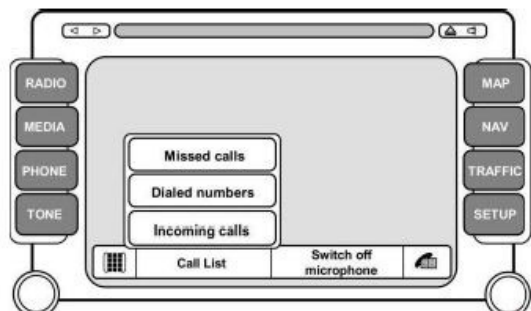 RADIO
MEDIA
PHONE
TONE
MAP
NAV
TRAFFIC
SETUP
Missed calls
Dialed numbers
Incoming calls
Call List
Switch off
microphone